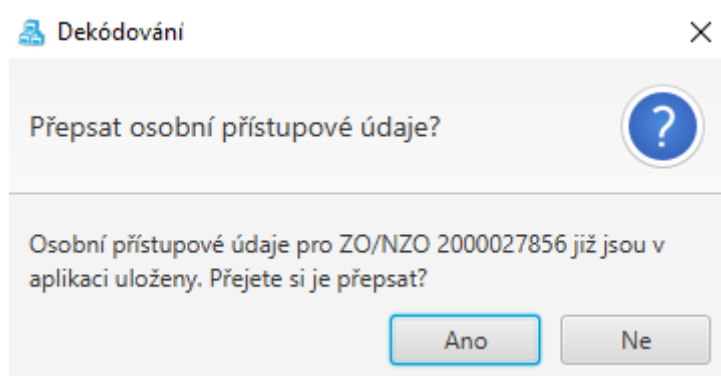 Dekódování
Přepsat osobní přístupové údaje?
Osobní přístupové údaje pro ZO/NZO 2000027856 již jsou v
aplikaci uloženy. Přejete si je přepsat?
Ano
Ne